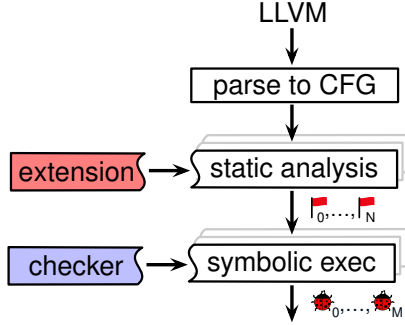 LLVM
parse to CFG
extension
static analysis
0,...,N
checker
symbolic exec
0,...,M